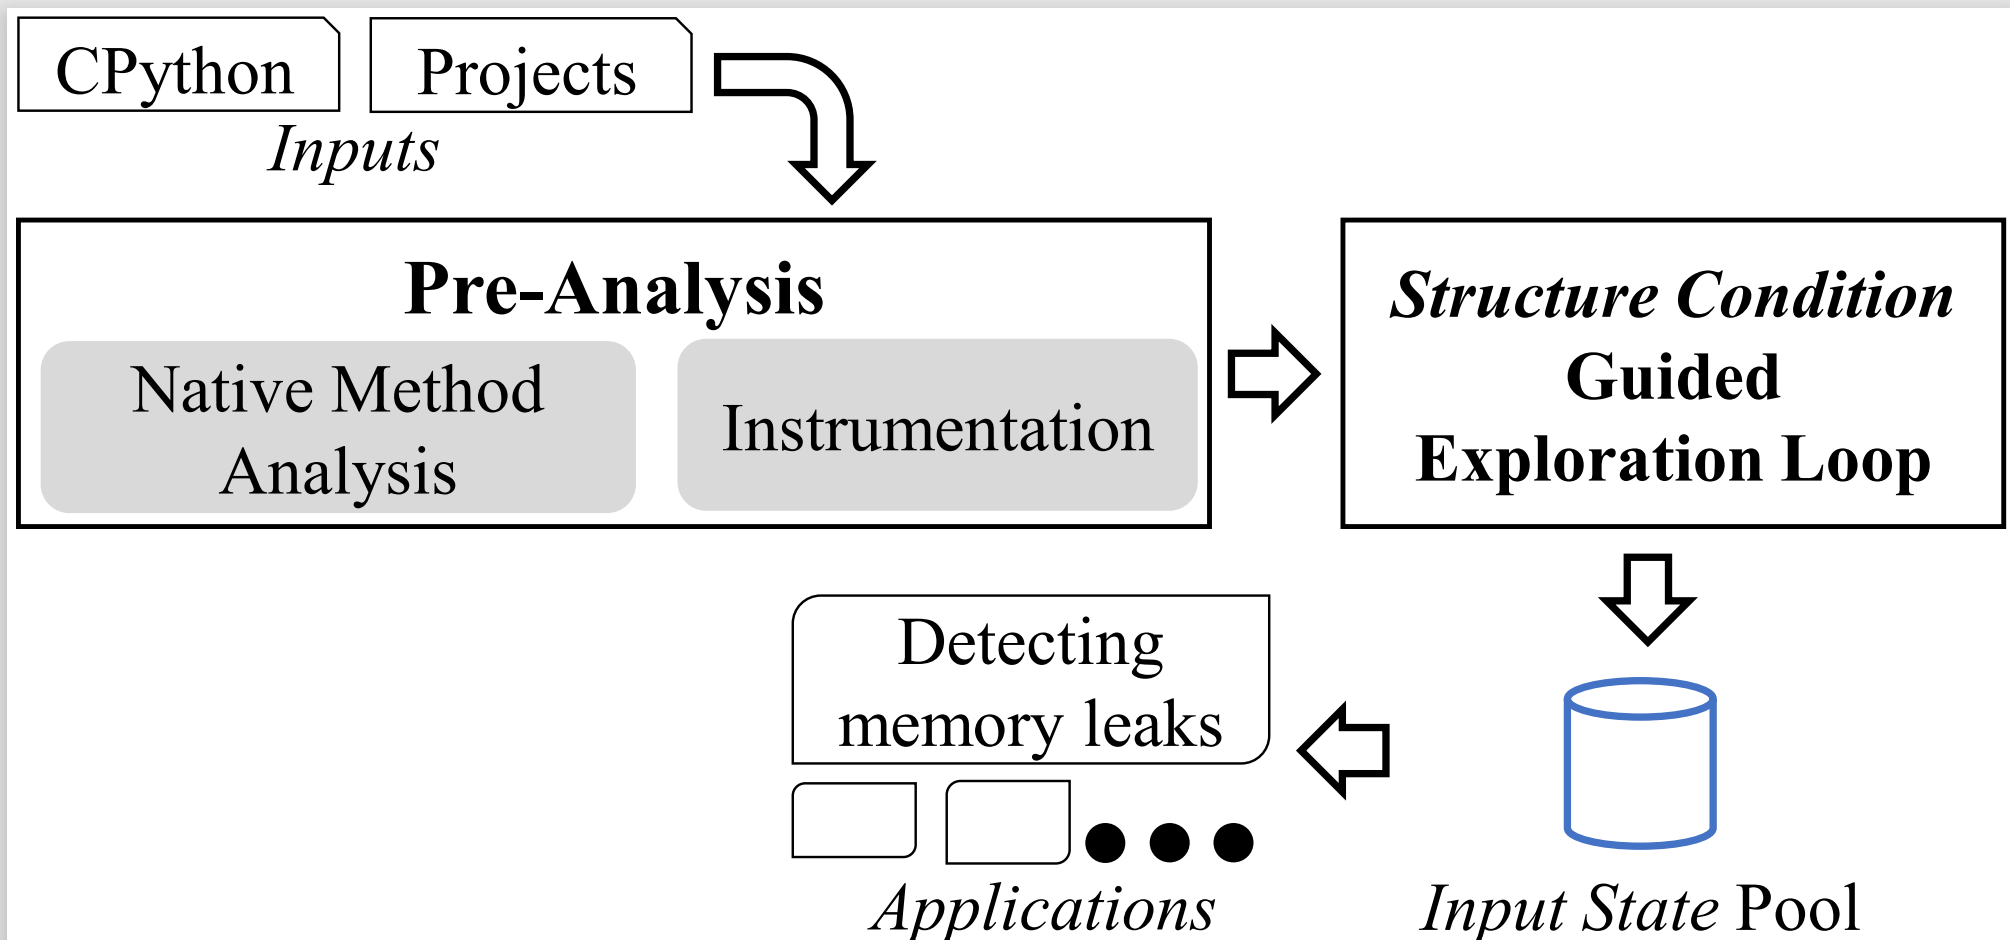 CPython
Projects
Inputs
Pre-Analysis
Native Method
Analysis
Instrumentation
Structure Condition
Guided
Exploration Loop
Detecting
memory leaks
Applications
Input State Pool